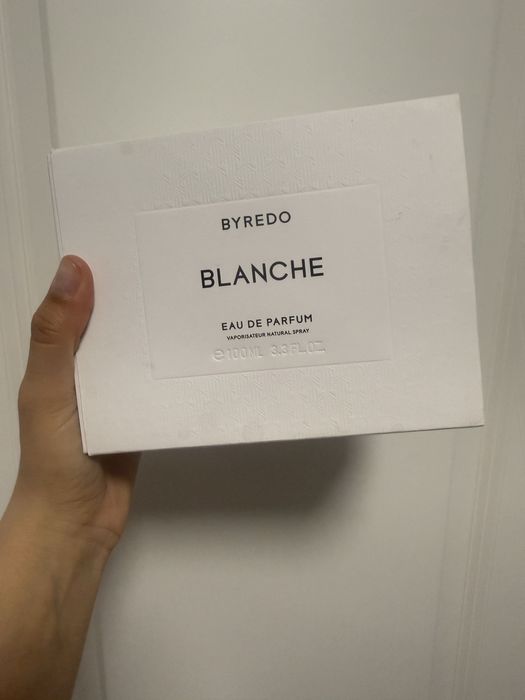 BYREDO
BLANCHE
EAU DE PARFUM
VAPORISATEUR NATURAL SPRAY
℮100ML 3.3FL.OZ.